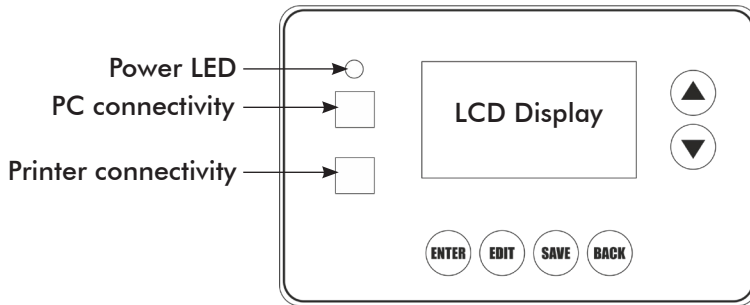 Power LED
PC connectivity
Printer connectivity
LCD Display
ENTER EDIT SAVE BACK